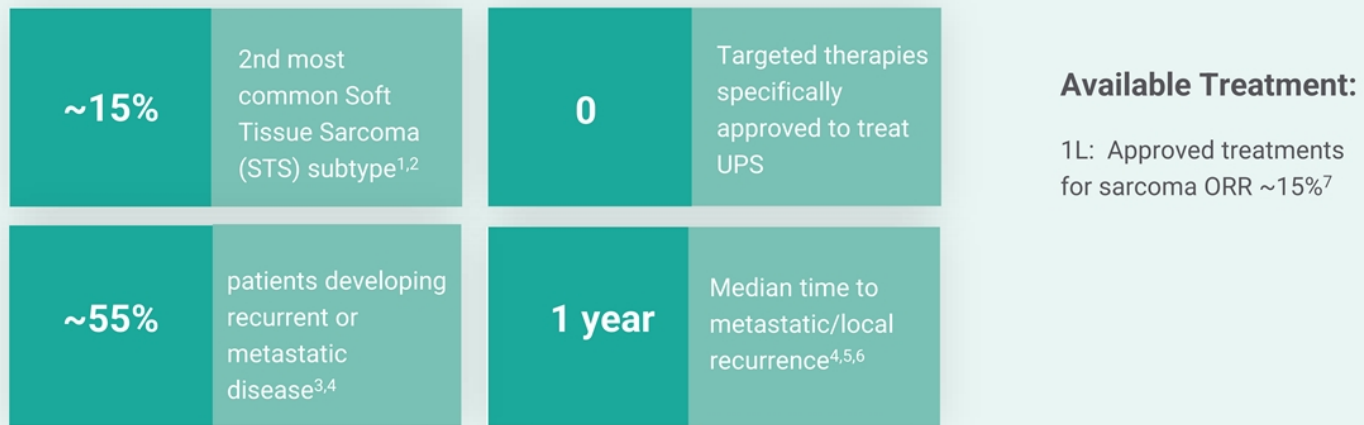 ~15%
2nd most
common Soft
Tissue Sarcoma
(STS) subtype1,2
0
Targeted therapies
specifically
approved to treat
UPS
~55%
patients developing
recurrent or
metastatic
disease3,4
1 year
Median time to
metastatic/local
recurrence4,5,6
Available Treatment:
1L:  Approved treatments
for sarcoma ORR ~15%7